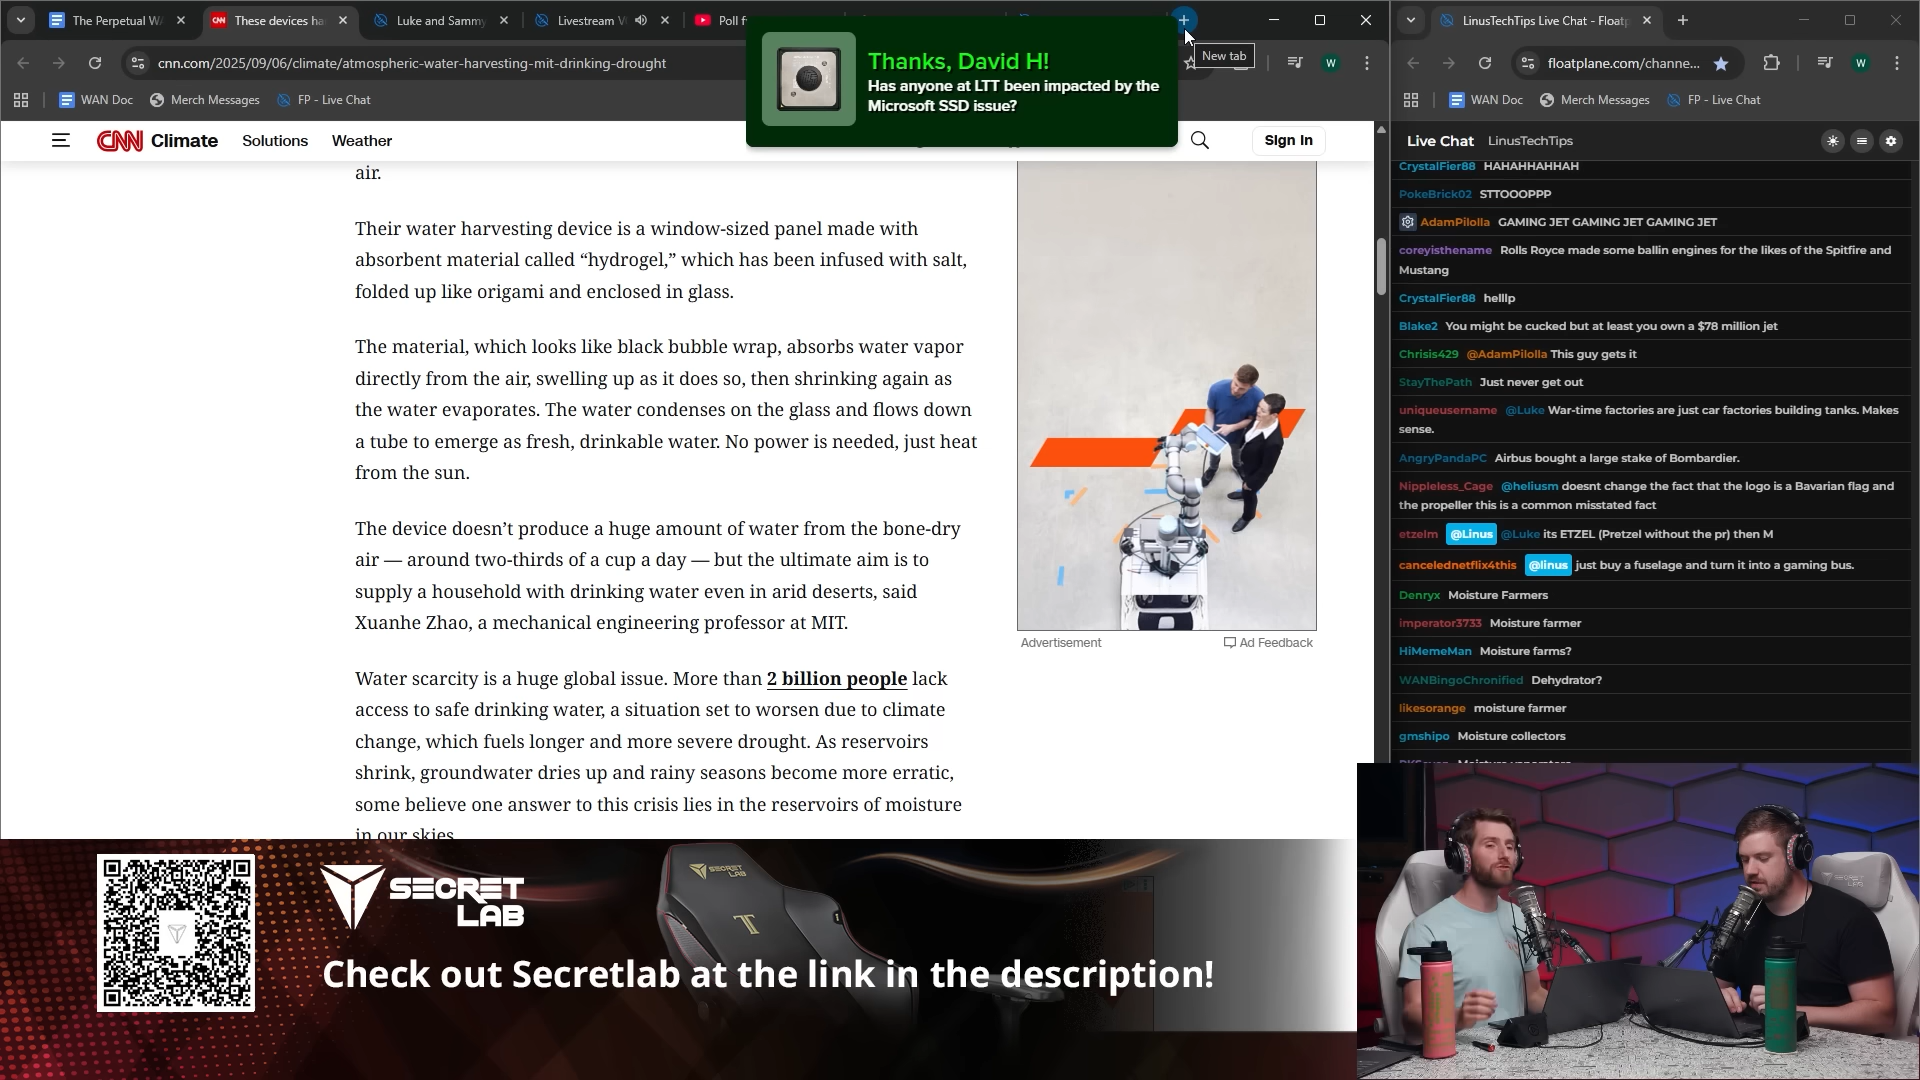 The Perpetual W
These devices ha
Luke and Sammy
Livestream V
Poll f
LinusTechTips Live Chat - Floatp
cnn.com/2025/09/06/climate/atmospheric-water-harvesting-mit-drinking-drought
New tab
W
floatplane.com/channe...
W
WAN Doc
Merch Messages
FP - Live Chat
WAN Doc
Merch Messages
FP - Live Chat
Thanks, David H!
Has anyone at LTT been impacted by the
Microsoft SSD issue?
CNN Climate
Solutions
Weather
Sign in
air.
Their water harvesting device is a window-sized panel made with
absorbent material called “hydrogel,” which has been infused with salt,
folded up like origami and enclosed in glass.
The material, which looks like black bubble wrap, absorbs water vapor
directly from the air, swelling up as it does so, then shrinking again as
the water evaporates. The water condenses on the glass and flows down
a tube to emerge as fresh, drinkable water. No power is needed, just heat
from the sun.
The device doesn’t produce a huge amount of water from the bone-dry
air — around two-thirds of a cup a day — but the ultimate aim is to
supply a household with drinking water even in arid deserts, said
Xuanhe Zhao, a mechanical engineering professor at MIT.
Water scarcity is a huge global issue. More than 2 billion people lack
access to safe drinking water, a situation set to worsen due to climate
change, which fuels longer and more severe drought. As reservoirs
shrink, groundwater dries up and rainy seasons become more erratic,
some believe one answer to this crisis lies in the reservoirs of moisture
in our skies.
Advertisement
Ad Feedback
Live Chat LinusTechTips
CrystalFier88 HAHAHHAHHAH
PokeBrick02 STTOOOPPP
AdamPilolla GAMING JET GAMING JET GAMING JET
coreyisthename Rolls Royce made some ballin engines for the likes of the Spitfire and
Mustang
CrystalFier88 helllp
Blake2 You might be cucked but at least you own a $78 million jet
Chrisis429 @AdamPilolla This guy gets it
StayThePath Just never get out
uniqueusername @Luke War-time factories are just car factories building tanks. Makes
sense.
AngryPandaPC Airbus bought a large stake of Bombardier.
Nippleless_Cage @heliusm doesnt change the fact that the logo is a Bavarian flag and
the propeller this is a common misstated fact
etzelm @Linus @Luke its ETZEL (Pretzel without the pr) then M
cancelednetflix4this @linus just buy a fuselage and turn it into a gaming bus.
Denryx Moisture Farmers
imperator3733 Moisture farmer
HiMemeMan Moisture farms?
WANBingoChronified Dehydrator?
likesorange moisture farmer
gmshipo Moisture collectors
SECRET
LAB
SECRET
LAB
Check out Secretlab at the link in the description!